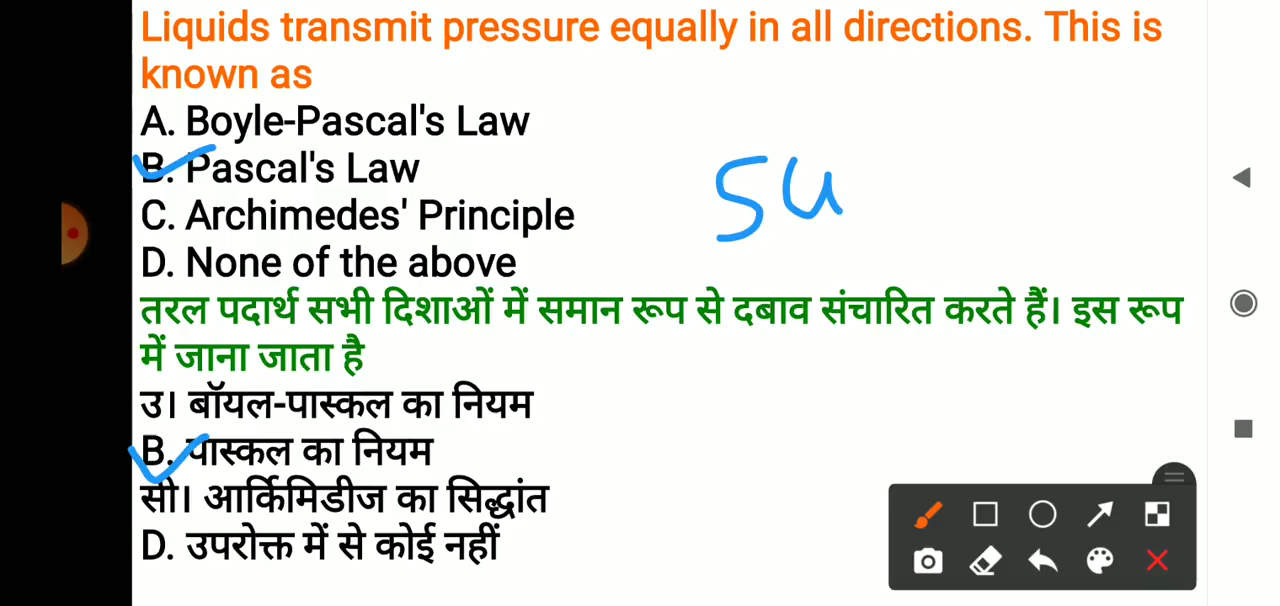 Liquids transmit pressure equally in all directions. This is
known as
A. Boyle-Pascal's Law
B. Pascal's Law
C. Archimedes' Principle
D. None of the above
54
तरल पदार्थ सभी दिशाओं में समान रूप से दबाव संचारित करते हैं। इस रूप
में जाना जाता है
उ। बॉयल-पास्कल का नियम
B. पास्कल का नियम
सी। आर्किमिडीज का सिद्धांत
D. उपरोक्त में से कोई नहीं